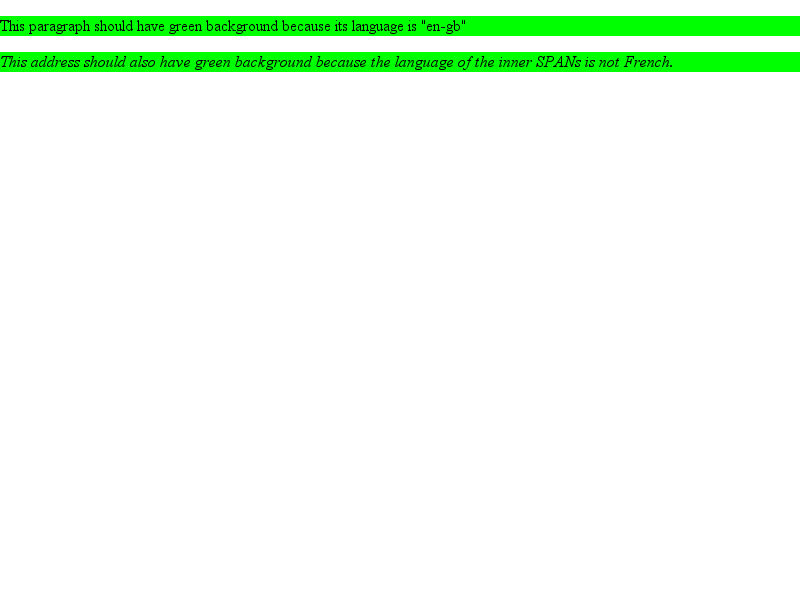 This paragraph should have green background because its language is "en-gb"
This address should also have green background because the language of the inner SPANs is not French.